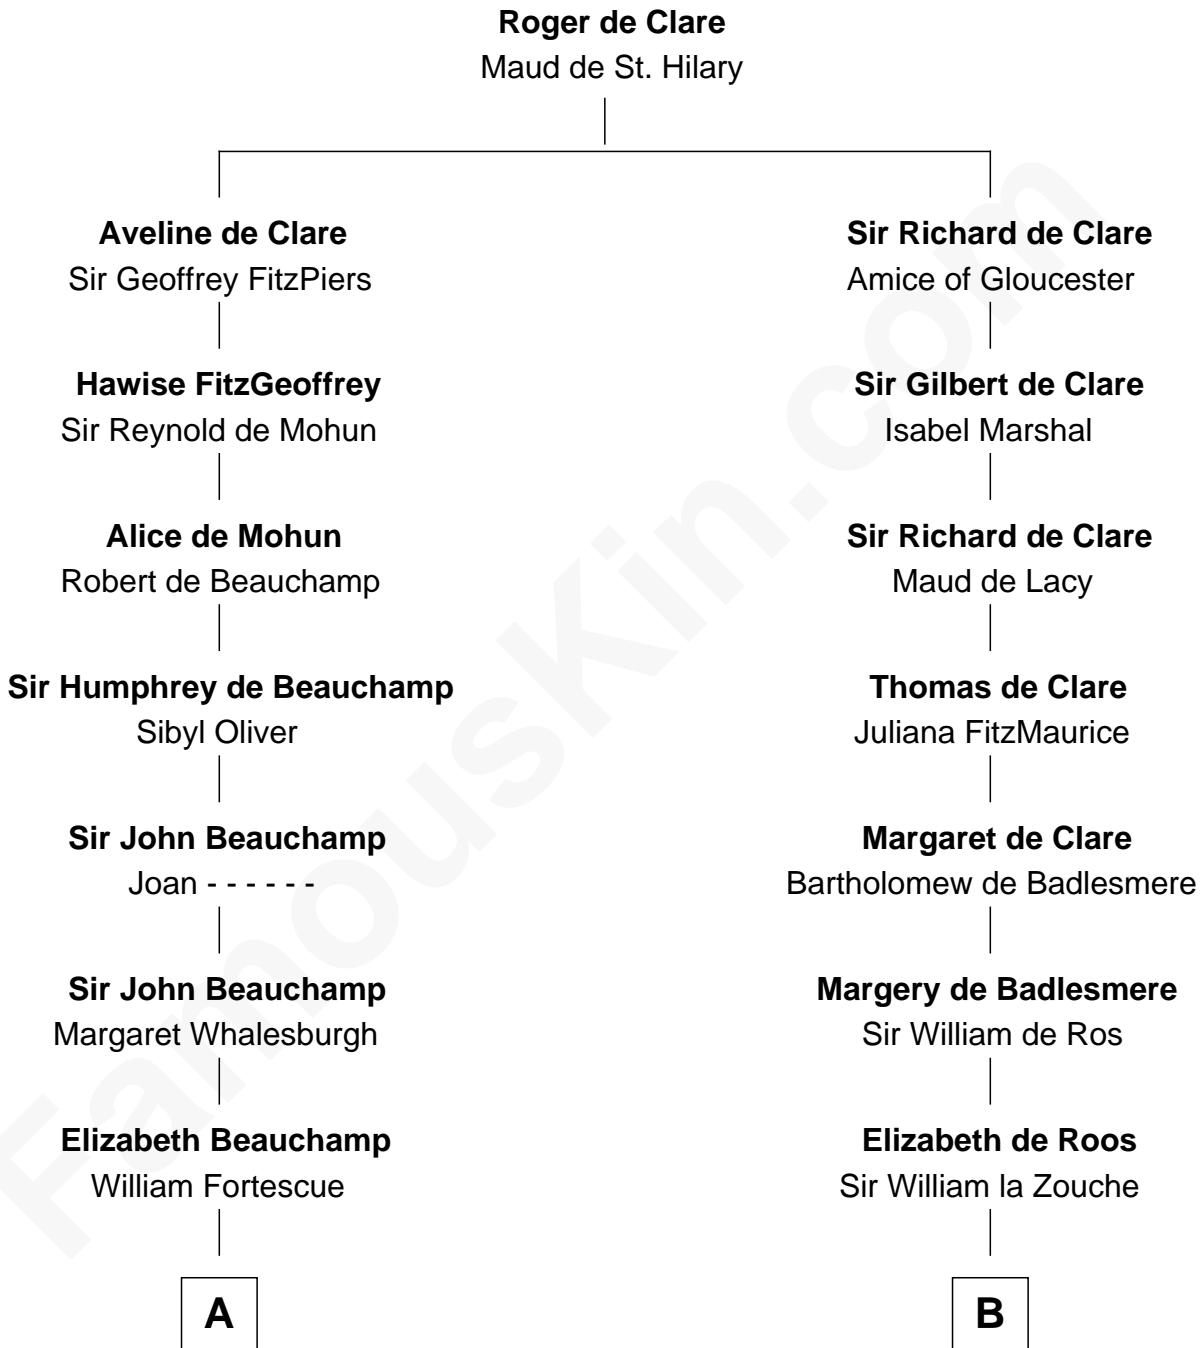 Roger de Clare
Maud de St. Hilary
Aveline de Clare
Sir Geoffrey FitzPiers
Hawise FitzGeoffrey
Sir Reynold de Mohun
Alice de Mohun
Robert de Beauchamp
Sir Humphrey de Beauchamp
Sibyl Oliver
Sir John Beauchamp
Joan - - - - - -
Sir John Beauchamp
Margaret Whalesburgh
Elizabeth Beauchamp
William Fortescue
A
Sir Richard de Clare
Amice of Gloucester
Sir Gilbert de Clare
Isabel Marshal
Sir Richard de Clare
Maud de Lacy
Thomas de Clare
Juliana FitzMaurice
Margaret de Clare
Bartholomew de Badlesmere
Margery de Badlesmere
Sir William de Ros
Elizabeth de Roos
Sir William la Zouche
B
FamousKin.com